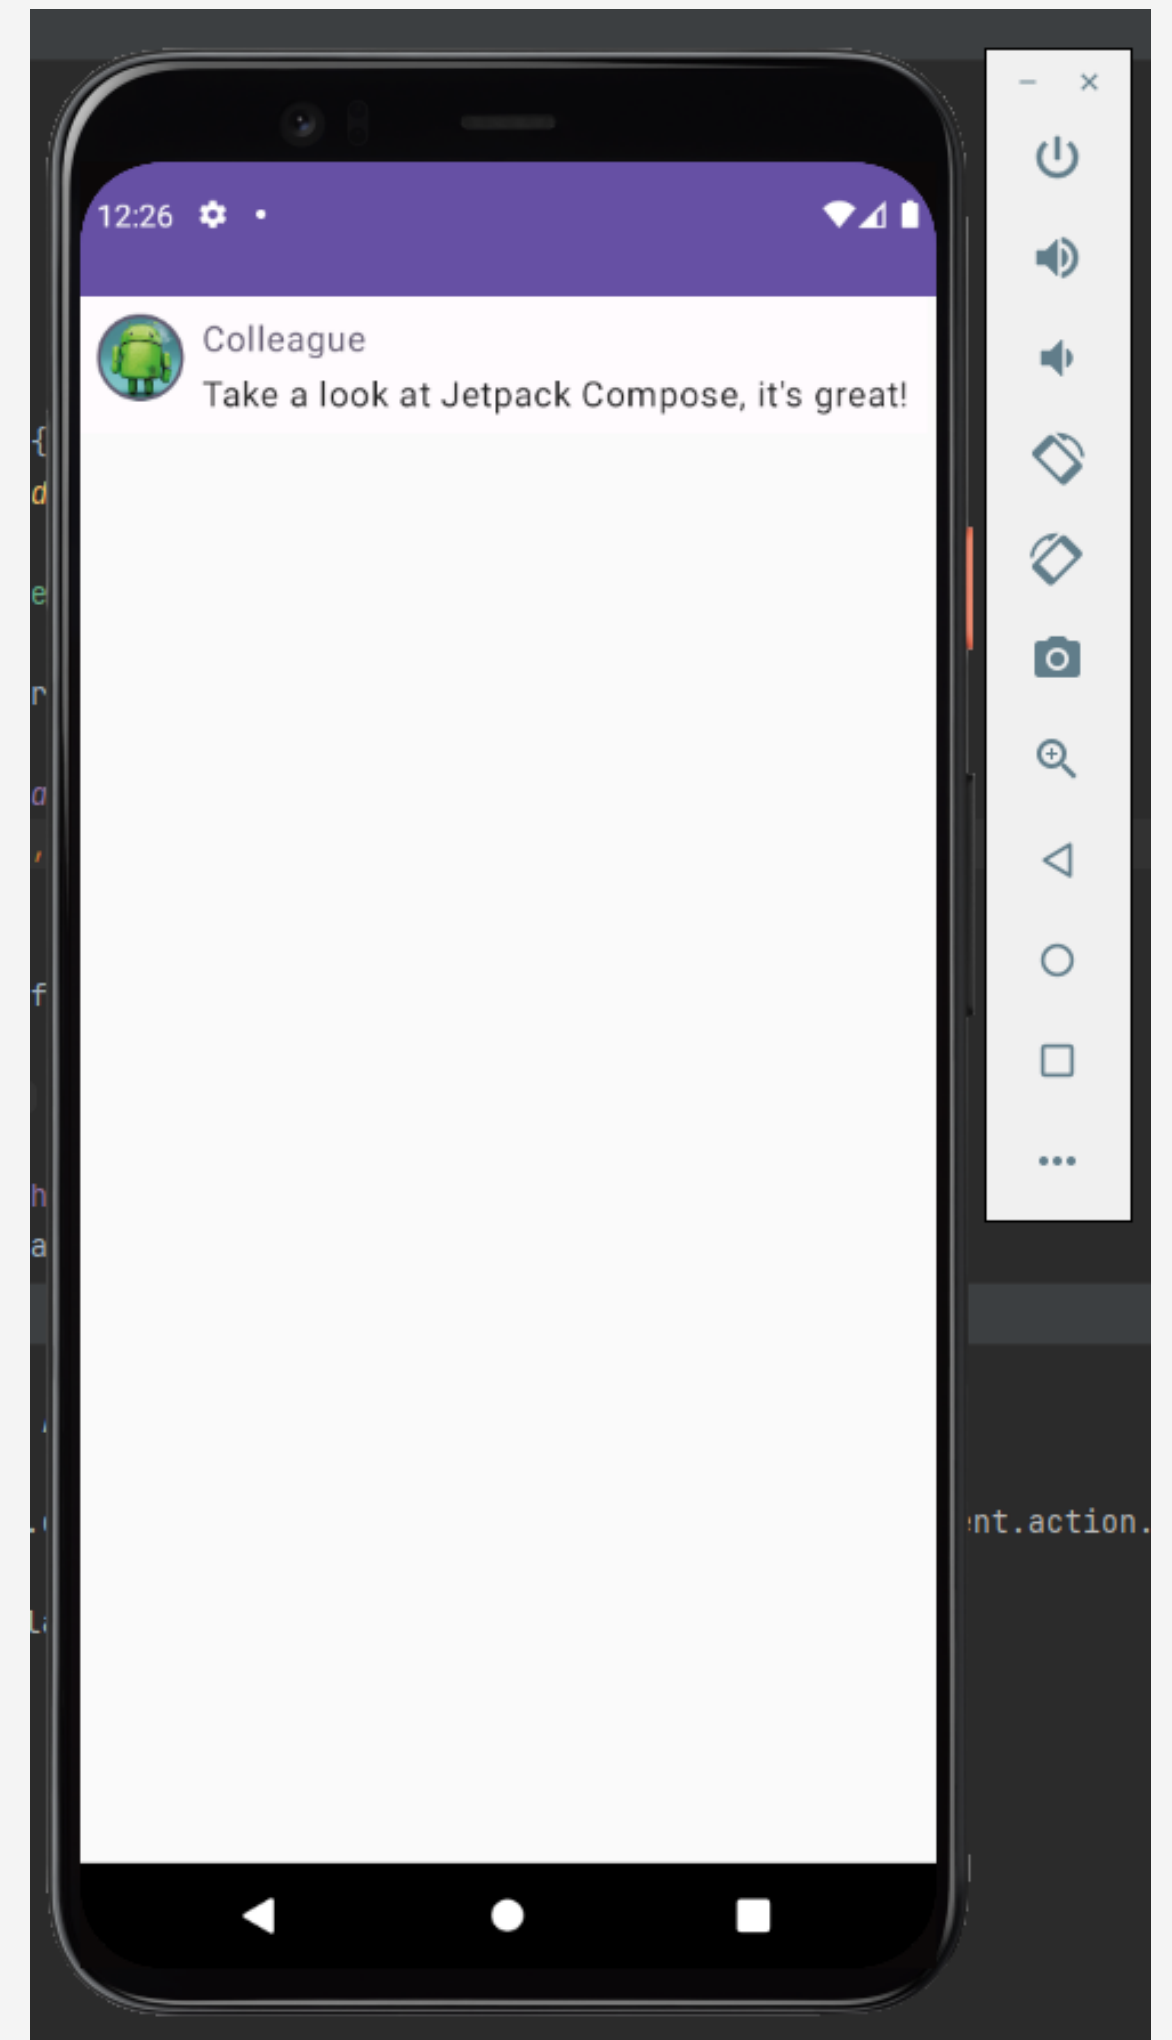 12:26
Colleague
Take a look at Jetpack Compose, it's great!
{
d
e
r
a
,
f
h
a
nt.action.